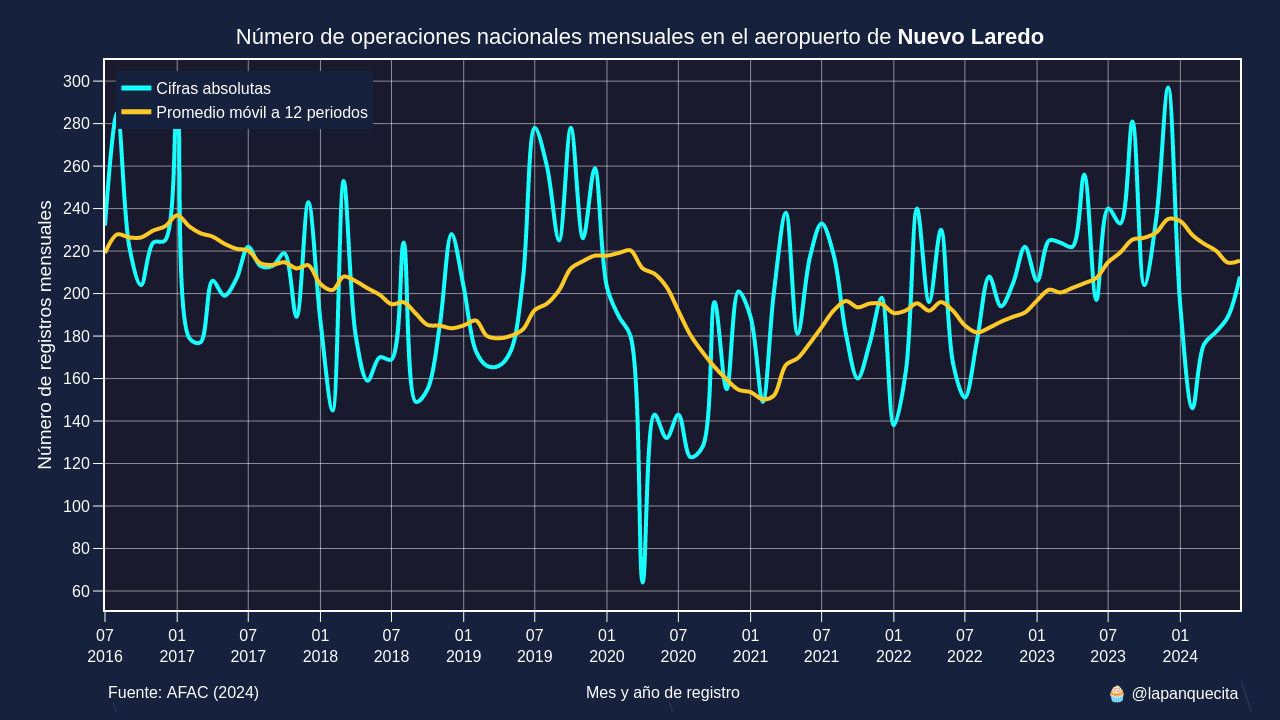 Número de operaciones nacionales mensuales en el aeropuerto de Nuevo Laredo
Cifras absolutas
Promedio móvil a 12 periodos
Número de registros mensuales
300
280
260
240
220
200
180
160
140
120
100
80
60
07 01 07 01 07 01 07 01 07 01 07 01 07 01 07 01
2016 2017 2017 2018 2018 2019 2019 2020 2020 2021 2021 2022 2022 2023 2023 2024
Fuente: AFAC (2024)
Mes y año de registro
🧁 @lapanquecita